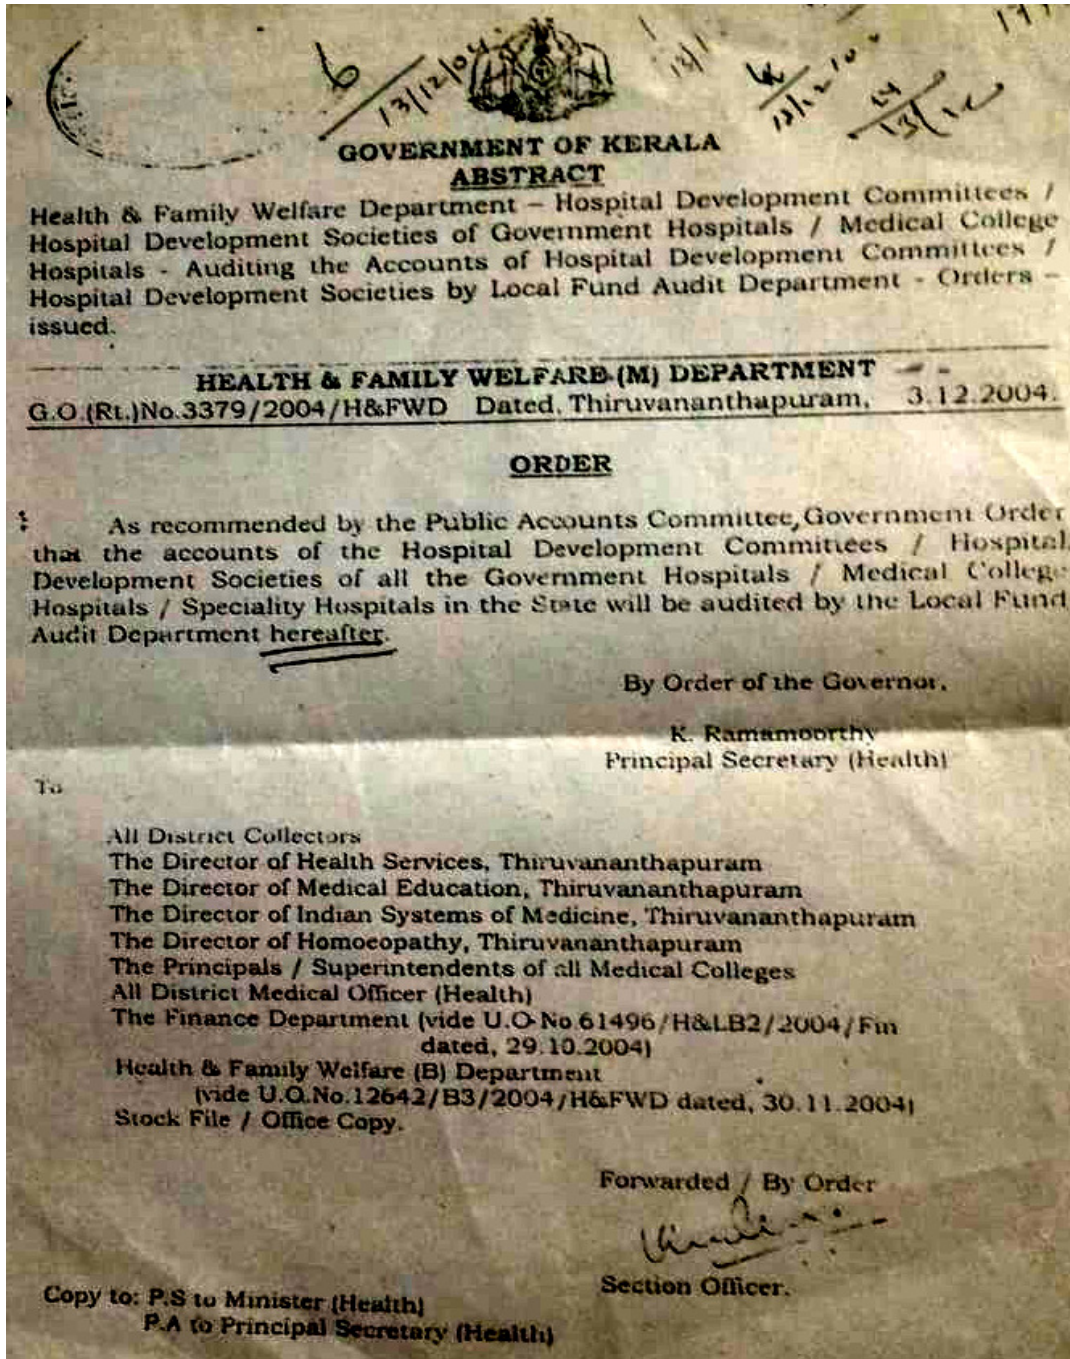 6
13/12/04
13/1
13/12
13/12
GOVERNMENT OF KERALA
ABSTRACT
Health & Family Welfare Department – Hospital Development Committees /
Hospital Development Societies of Government Hospitals / Medical College
Hospitals - Auditing the Accounts of Hospital Development Committees /
Hospital Development Societies by Local Fund Audit Department - Orders –
issued.
HEALTH & FAMILY WELFARE (M) DEPARTMENT
G.O.(Rt.)No.3379/2004/H&FWD Dated, Thiruvananthapuram, 3.12.2004.
ORDER
As recommended by the Public Accounts Committee, Government Order
that the accounts of the Hospital Development Committees / Hospital
Development Societies of all the Government Hospitals / Medical College
Hospitals / Speciality Hospitals in the State will be audited by the Local Fund
Audit Department hereafter.
By Order of the Governor,
K. Ramamoorthy
Principal Secretary (Health)
To
All District Collectors
The Director of Health Services, Thiruvananthapuram
The Director of Medical Education, Thiruvananthapuram
The Director of Indian Systems of Medicine, Thiruvananthapuram
The Director of Homoeopathy, Thiruvananthapuram
The Principals / Superintendents of all Medical Colleges
All District Medical Officer (Health)
The Finance Department (vide U.O No.61496/H&LB2/2004/Fin
dated, 29.10.2004)
Health & Family Welfare (B) Department
(vide U.O.No.12642/B3/2004/H&FWD dated, 30.11.2004)
Stock File / Office Copy.
Forwarded / By Order
Section Officer.
Copy to: P.S to Minister (Health)
P.A to Principal Secretary (Health)